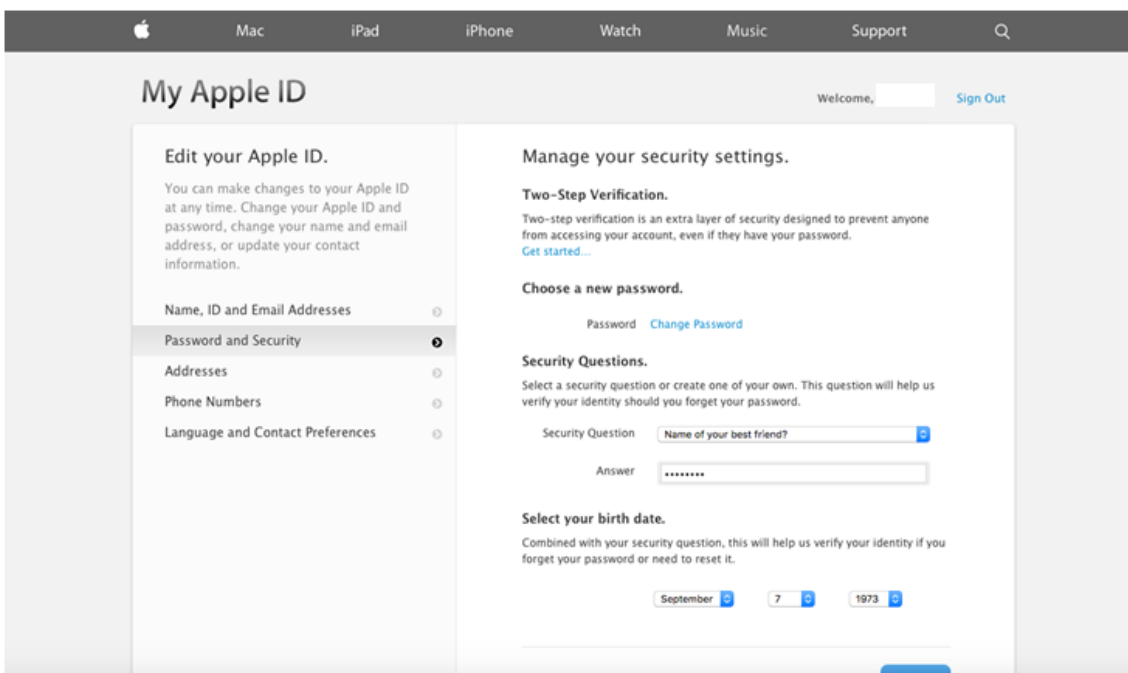 Mac iPad iPhone Watch Music Support
My Apple ID
Welcome, Sign Out
Edit your Apple ID.
You can make changes to your Apple ID
at any time. Change your Apple ID and
password, change your name and email
address, or update your contact
information.
Name, ID and Email Addresses
Password and Security
Addresses
Phone Numbers
Language and Contact Preferences
Manage your security settings.
Two-Step Verification.
Two-step verification is an extra layer of security designed to prevent anyone
from accessing your account, even if they have your password.
Get started...
Choose a new password.
Password Change Password
Security Questions.
Select a security question or create one of your own. This question will help us
verify your identity should you forget your password.
Security Question Name of your best friend?
Answer ••••••••
Select your birth date.
Combined with your security question, this will help us verify your identity if you
forget your password or need to reset it.
September 7 1973